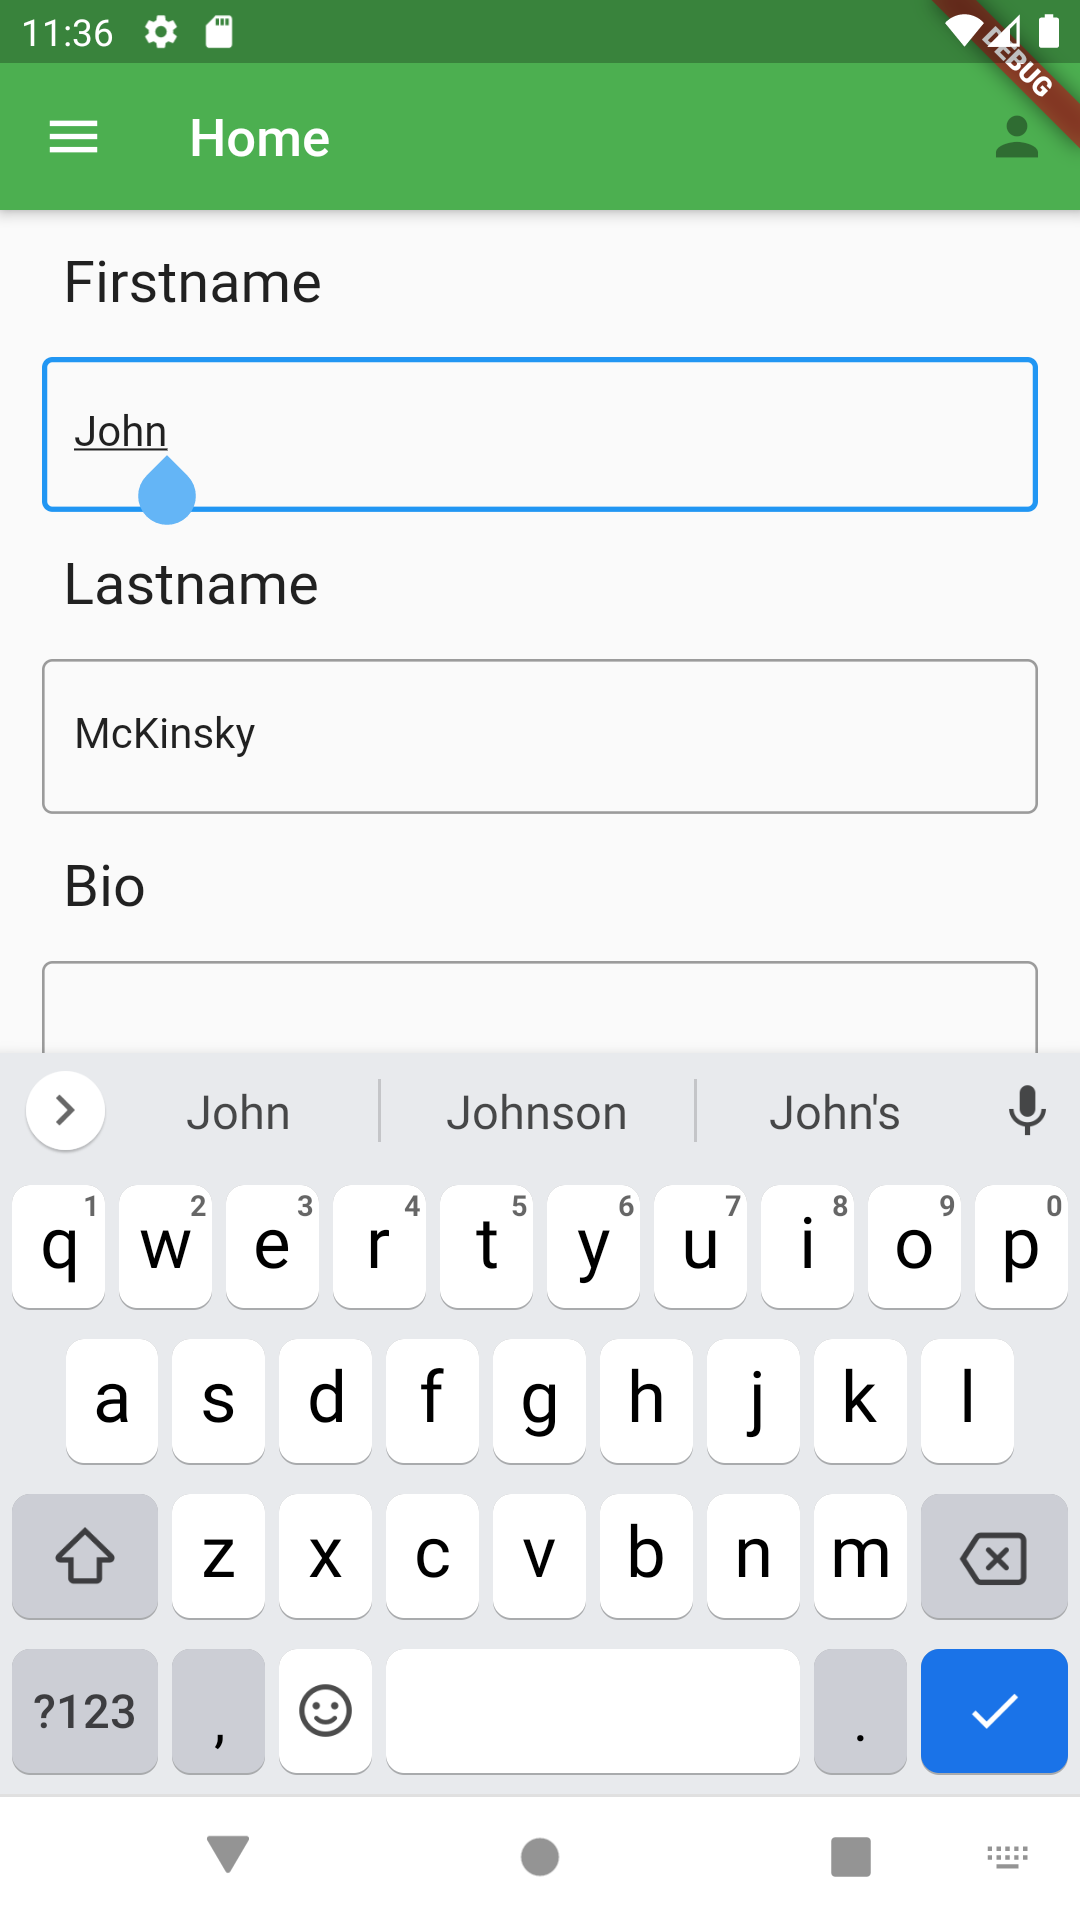 11:36
DEBUG
Home
Firstname
John
Lastname
McKinsky
Bio
John Johnson John's
1 2 3 4 5 6 7 8 9 0
q w e r t y u i o p
a s d f g h j k l
z x c v b n m
?123 , .